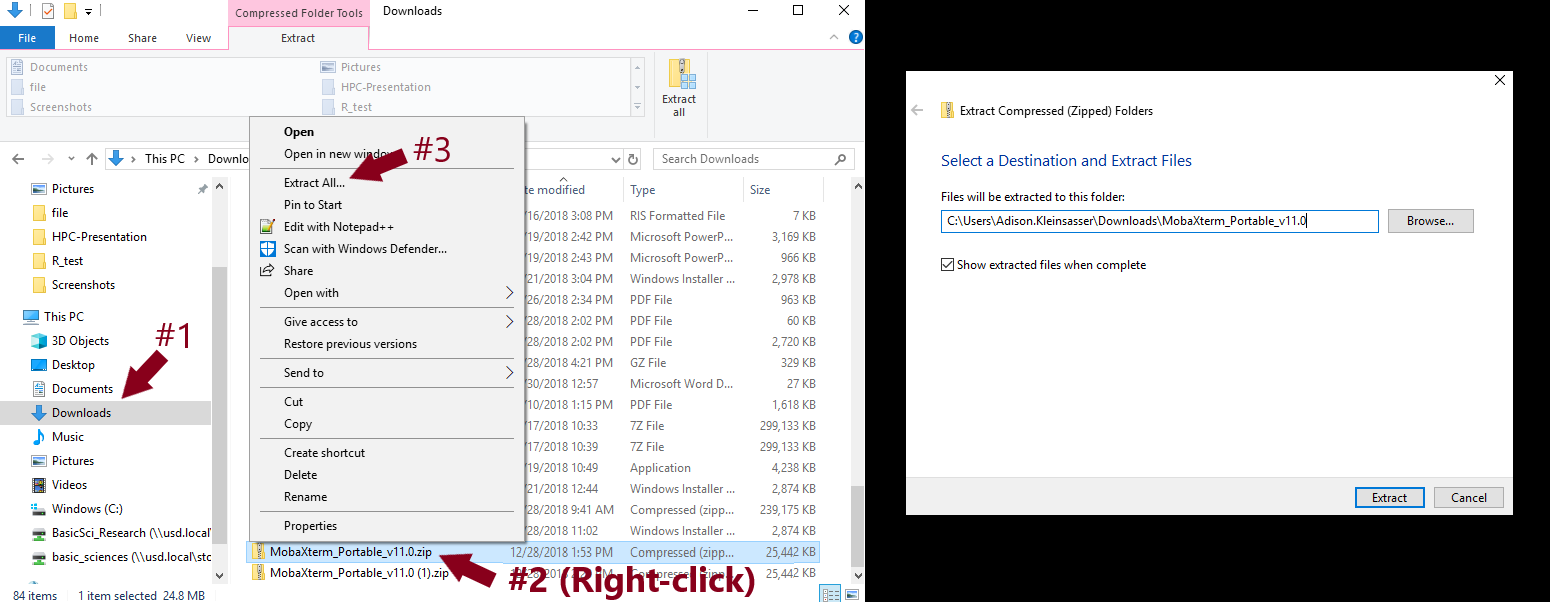 Compressed Folder Tools
Downloads
File
Home
Share
View
Extract
Documents
file
Screenshots
Pictures
HPC-Presentation
R_test
Extract all
This PC
Downlo
Search Downloads
Pictures
file
HPC-Presentation
R_test
Screenshots
This PC
3D Objects
Desktop
Documents
Downloads
Music
Pictures
Videos
Windows (C:)
BasicSci_Research (\\usd.local
basic_sciences (\\usd.local\sto
#1
Open
Open in new windo
Extract All...
Pin to Start
Edit with Notepad++
Scan with Windows Defender...
Share
Open with
Give access to
Restore previous versions
Send to
Cut
Copy
Create shortcut
Delete
Rename
Properties
#3
te modified Type Size
/16/2018 3:08 PM RIS Formatted File 7 KB
/19/2018 2:42 PM Microsoft PowerP... 3,169 KB
/19/2018 2:43 PM Microsoft PowerP... 966 KB
/21/2018 3:04 PM Windows Installer ... 2,978 KB
/26/2018 2:34 PM PDF File 963 KB
/28/2018 2:02 PM PDF File 60 KB
/28/2018 2:02 PM PDF File 2,720 KB
/28/2018 4:21 PM GZ File 329 KB
/30/2018 12:57 Microsoft Word D... 27 KB
/10/2018 1:15 PM PDF File 1,618 KB
/17/2018 10:33 7Z File 299,133 KB
/17/2018 10:39 7Z File 299,133 KB
/19/2018 10:49 Application 4,238 KB
/21/2018 12:44 Windows Installer ... 2,874 KB
/28/2018 9:41 AM Compressed (zipp... 239,175 KB
/28/2018 11:02 Windows Installer ... 2,874 KB
MobaXterm_Portable_v11.0.zip 12/28/2018 1:53 PM Compressed (zipp... 25,442 KB
MobaXterm_Portable_v11.0 (1).zip 25,442 KB
#2 (Right-click)
84 items 1 item selected 24.8 MB
Extract Compressed (Zipped) Folders
Select a Destination and Extract Files
Files will be extracted to this folder:
C:\Users\Adison.Kleinsasser\Downloads\MobaXterm_Portable_v11.0
Browse...
Show extracted files when complete
Extract
Cancel